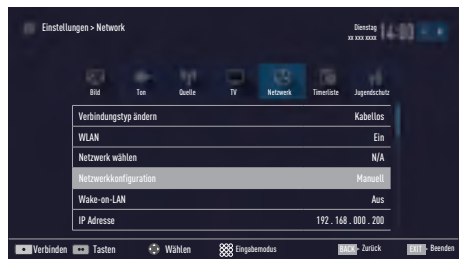 Einstellungen > Network
Dienstag
xx xxx xxxx
14:00
Bild Ton Quelle TV Netzwerk Timerliste Jugendschutz
Verbindungstyp ändern Kabellos
WLAN Ein
Netzwerk wählen N/A
Netzwerkkonfiguration Manuell
Wake-on-LAN Aus
IP Adresse 192 . 168 . 000 . 200
Verbinden Tasten Wählen Eingabemodus BACK - Zurück EXIT - Beenden